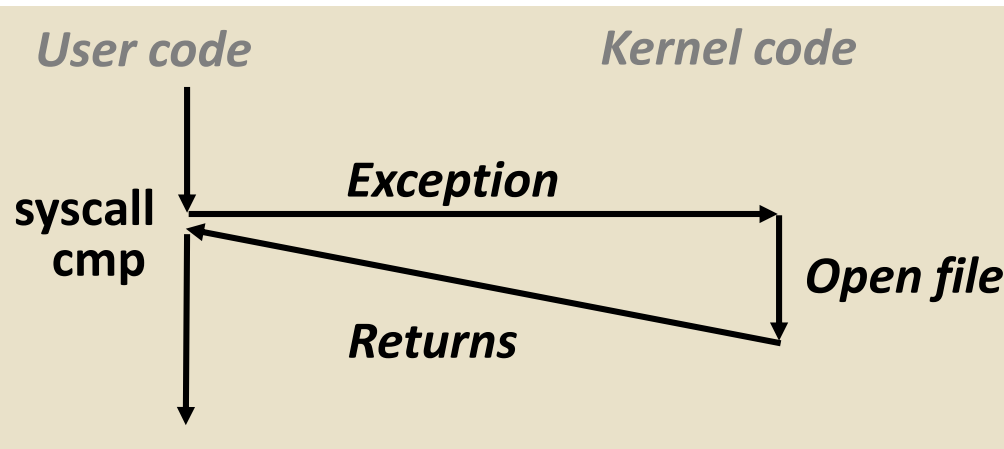 User code
Kernel code
Exception
syscall
cmp
Open file
Returns